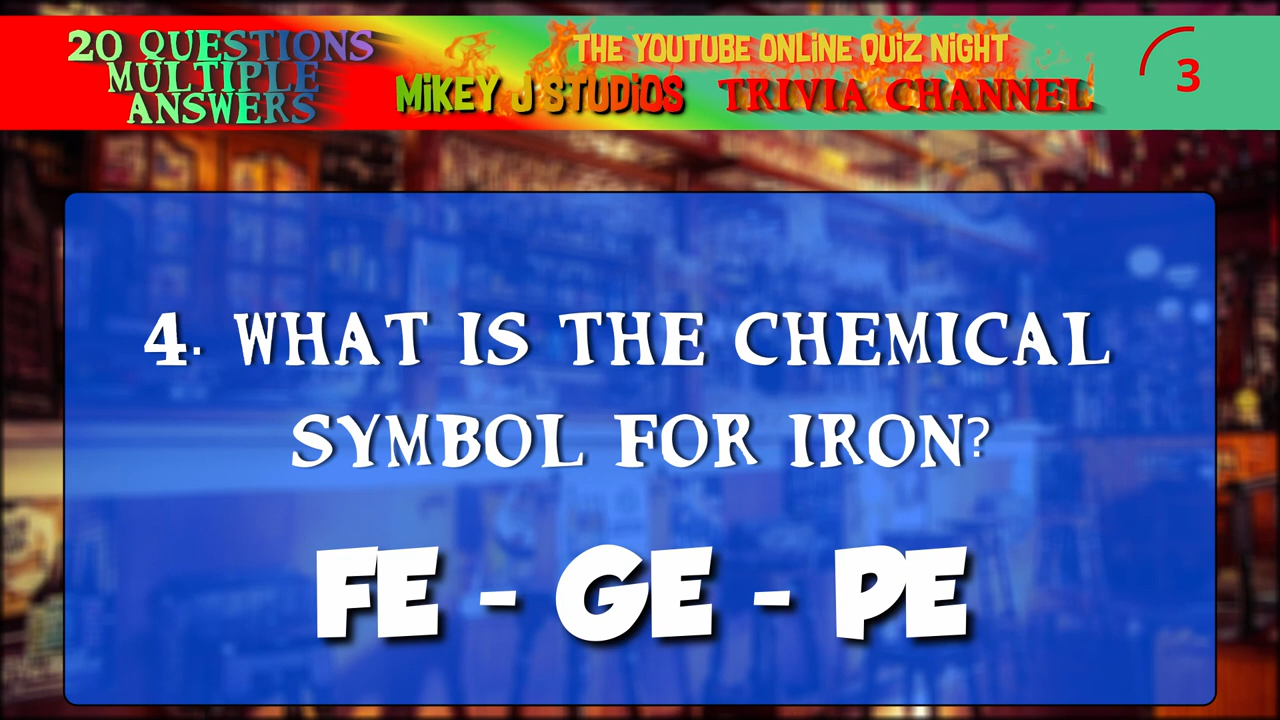 20 QUESTIONS
MULTIPLE
ANSWERS
THE YOUTUBE ONLINE QUIZ NIGHT
MIKEY J STUDIOS TRIVIA CHANNEL
3
4. WHAT IS THE CHEMICAL
SYMBOL FOR IRON?
FE - GE - PE